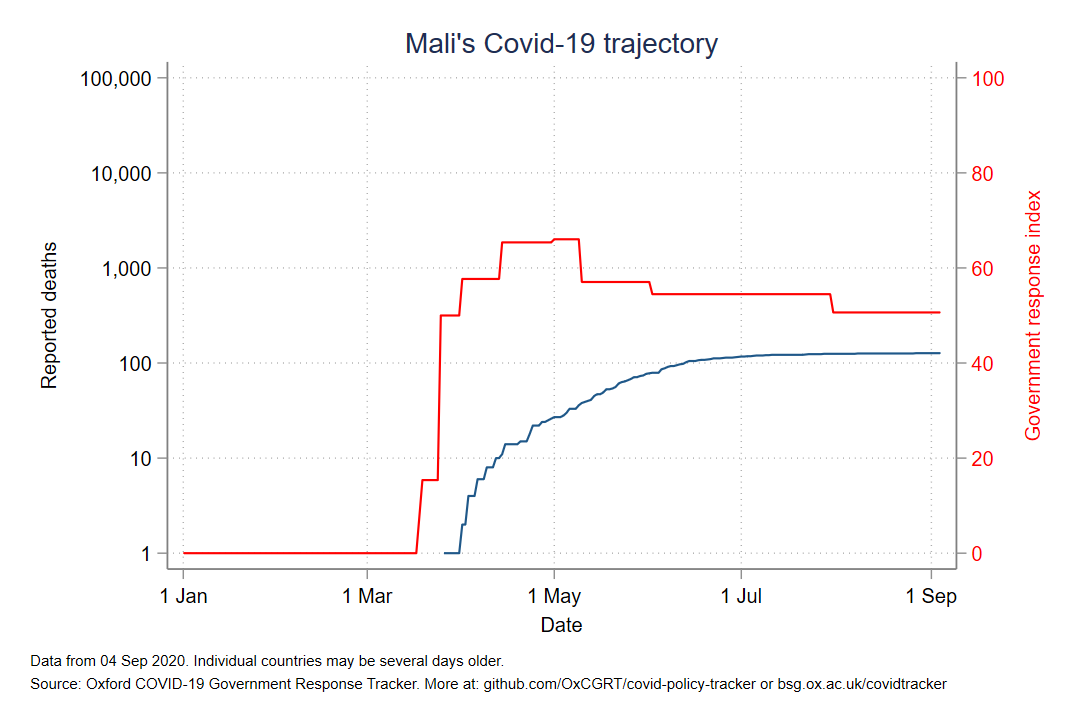 Mali's Covid-19 trajectory
100,000
10,000
1,000
100
10
1
Reported deaths
100
80
60
40
20
0
Government response index
1 Jan
1 Mar
1 May
1 Jul
1 Sep
Date
Data from 04 Sep 2020. Individual countries may be several days older.
Source: Oxford COVID-19 Government Response Tracker. More at: github.com/OxCGRT/covid-policy-tracker or bsg.ox.ac.uk/covidtracker